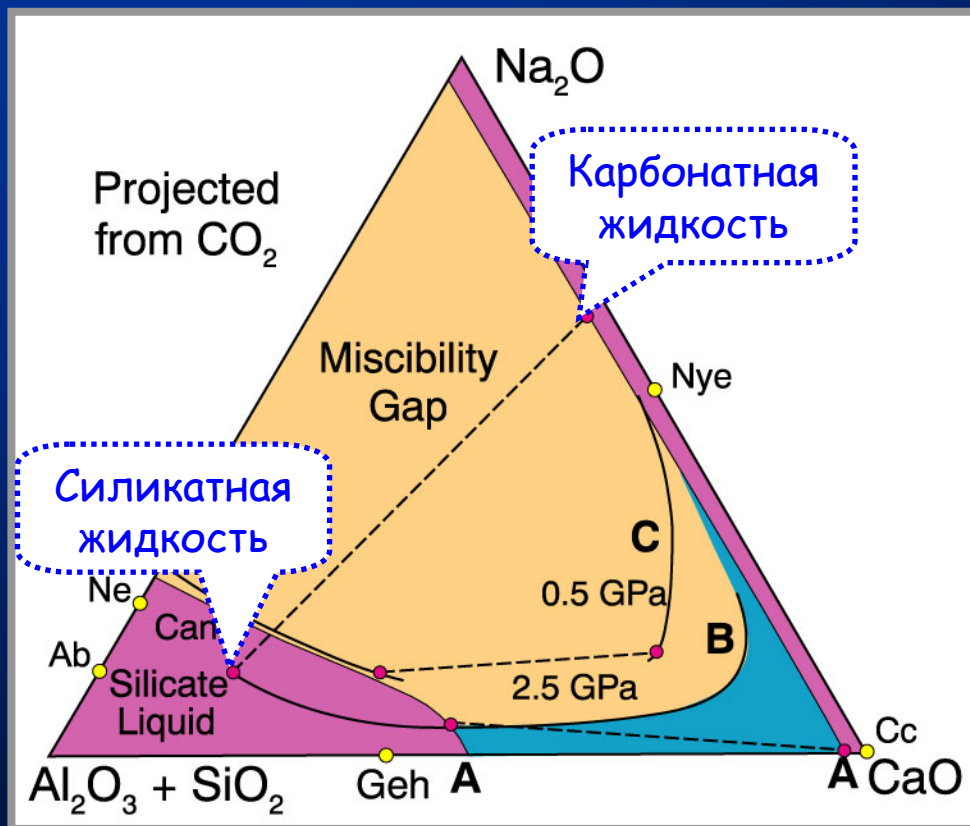 Na₂O
Projected
from CO₂
Карбонатная
жидкость
Miscibility
Gap
Nye
Силикатная
жидкость
C
0.5 GPa
Ne
Can
B
Ab
Silicate
Liquid
2.5 GPa
Cc
Al₂O₃ + SiO₂
Geh
A
A
CaO